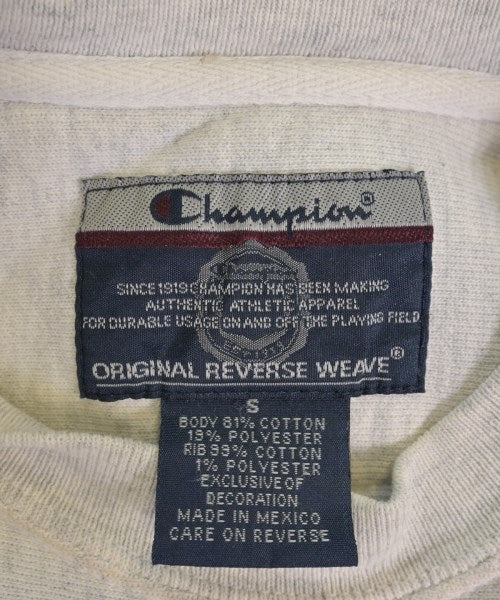 Champion®
SINCE 1919 CHAMPION HAS BEEN MAKING
AUTHENTIC ATHLETIC APPAREL
FOR DURABLE USAGE ON AND OFF THE PLAYING FIELD
ORIGINAL REVERSE WEAVE®
S
BODY 81% COTTON
19% POLYESTER
RIB 99% COTTON
1% POLYESTER
EXCLUSIVE OF
DECORATION
MADE IN MEXICO
CARE ON REVERSE